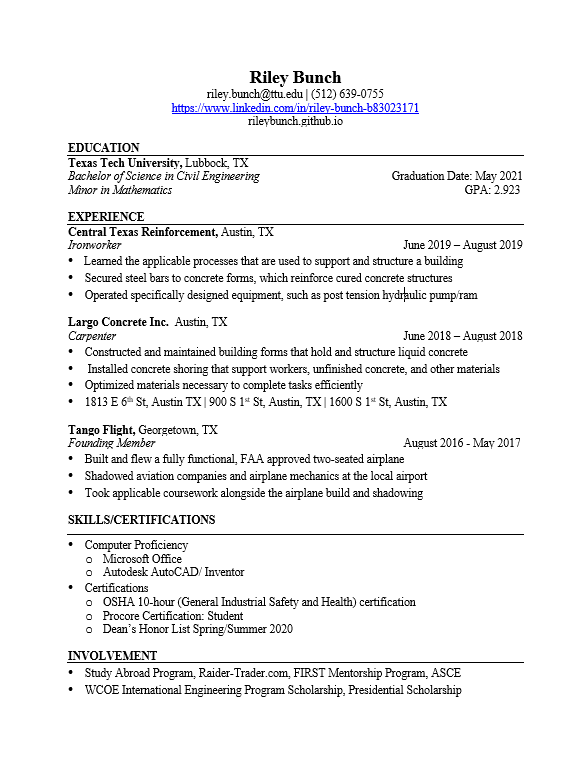 Riley Bunch
riley.bunch@ttu.edu | (512) 639-0755
https://www.linkedin.com/in/riley-bunch-b83023171
rileybunch.github.io
EDUCATION
Texas Tech University, Lubbock, TX
Bachelor of Science in Civil Engineering Graduation Date: May 2021
Minor in Mathematics GPA: 2.923
EXPERIENCE
Central Texas Reinforcement, Austin, TX
Ironworker June 2019 – August 2019
• Learned the applicable processes that are used to support and structure a building
• Secured steel bars to concrete forms, which reinforce cured concrete structures
• Operated specifically designed equipment, such as post tension hydraulic pump/ram
Largo Concrete Inc. Austin, TX
Carpenter June 2018 – August 2018
• Constructed and maintained building forms that hold and structure liquid concrete
• Installed concrete shoring that support workers, unfinished concrete, and other materials
• Optimized materials necessary to complete tasks efficiently
• 1813 E 6th St, Austin TX | 900 S 1st St, Austin, TX | 1600 S 1st St, Austin, TX
Tango Flight, Georgetown, TX
Founding Member August 2016 - May 2017
• Built and flew a fully functional, FAA approved two-seated airplane
• Shadowed aviation companies and airplane mechanics at the local airport
• Took applicable coursework alongside the airplane build and shadowing
SKILLS/CERTIFICATIONS
• Computer Proficiency
o Microsoft Office
o Autodesk AutoCAD/ Inventor
• Certifications
o OSHA 10-hour (General Industrial Safety and Health) certification
o Procore Certification: Student
o Dean’s Honor List Spring/Summer 2020
INVOLVEMENT
• Study Abroad Program, Raider-Trader.com, FIRST Mentorship Program, ASCE
• WCOE International Engineering Program Scholarship, Presidential Scholarship